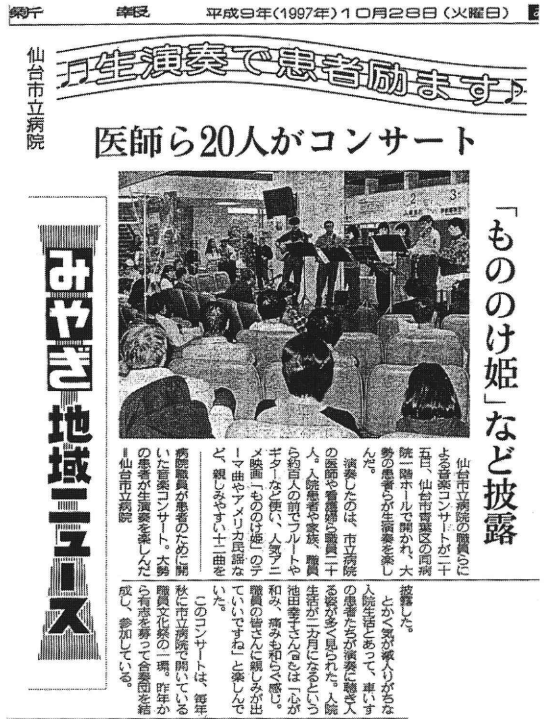 新　　　報　　平成9年(1997年)10月28日(火曜日)
仙台市立病院
♫生演奏で患者励ます♪
医師ら20人がコンサート
「もののけ姫」など披露
みやぎ地域ニュース
2
3
仙台市立病院の職員らに
よる音楽コンサートが二十
五日、仙台市青葉区の同病
院一階ホールで開かれ、大
勢の患者らが生演奏を楽し
んだ。
演奏したのは、市立病院
の医師や看護婦ら職員二十
人。入院患者や家族、職員
ら約百人の前でフルートや
ギターなど使い、人気アニ
メ映画「もののけ姫」のテ
ーマ曲やアメリカ民謡な
ど、親しみやすい十二曲を
病院職員が患者のために開
いた音楽コンサート。大勢
の患者が生演奏を楽しんだ
＝仙台市立病院
披露した。
とかく気が滅入りがちな
入院生活とあって、車いす
の患者たちが演奏に聴き入
る姿が多く見られた。入院
生活が二カ月になるという
池田幸子さんは「心が
和み、痛みも和らぐ感じ。
職員の皆さんに親しみが出
ていいですね」と楽しんで
いた。
このコンサートは、毎年
秋に市立病院で開いている
職員文化祭の一環。昨年か
ら有志を募って合奏団を結
成し、参加している。